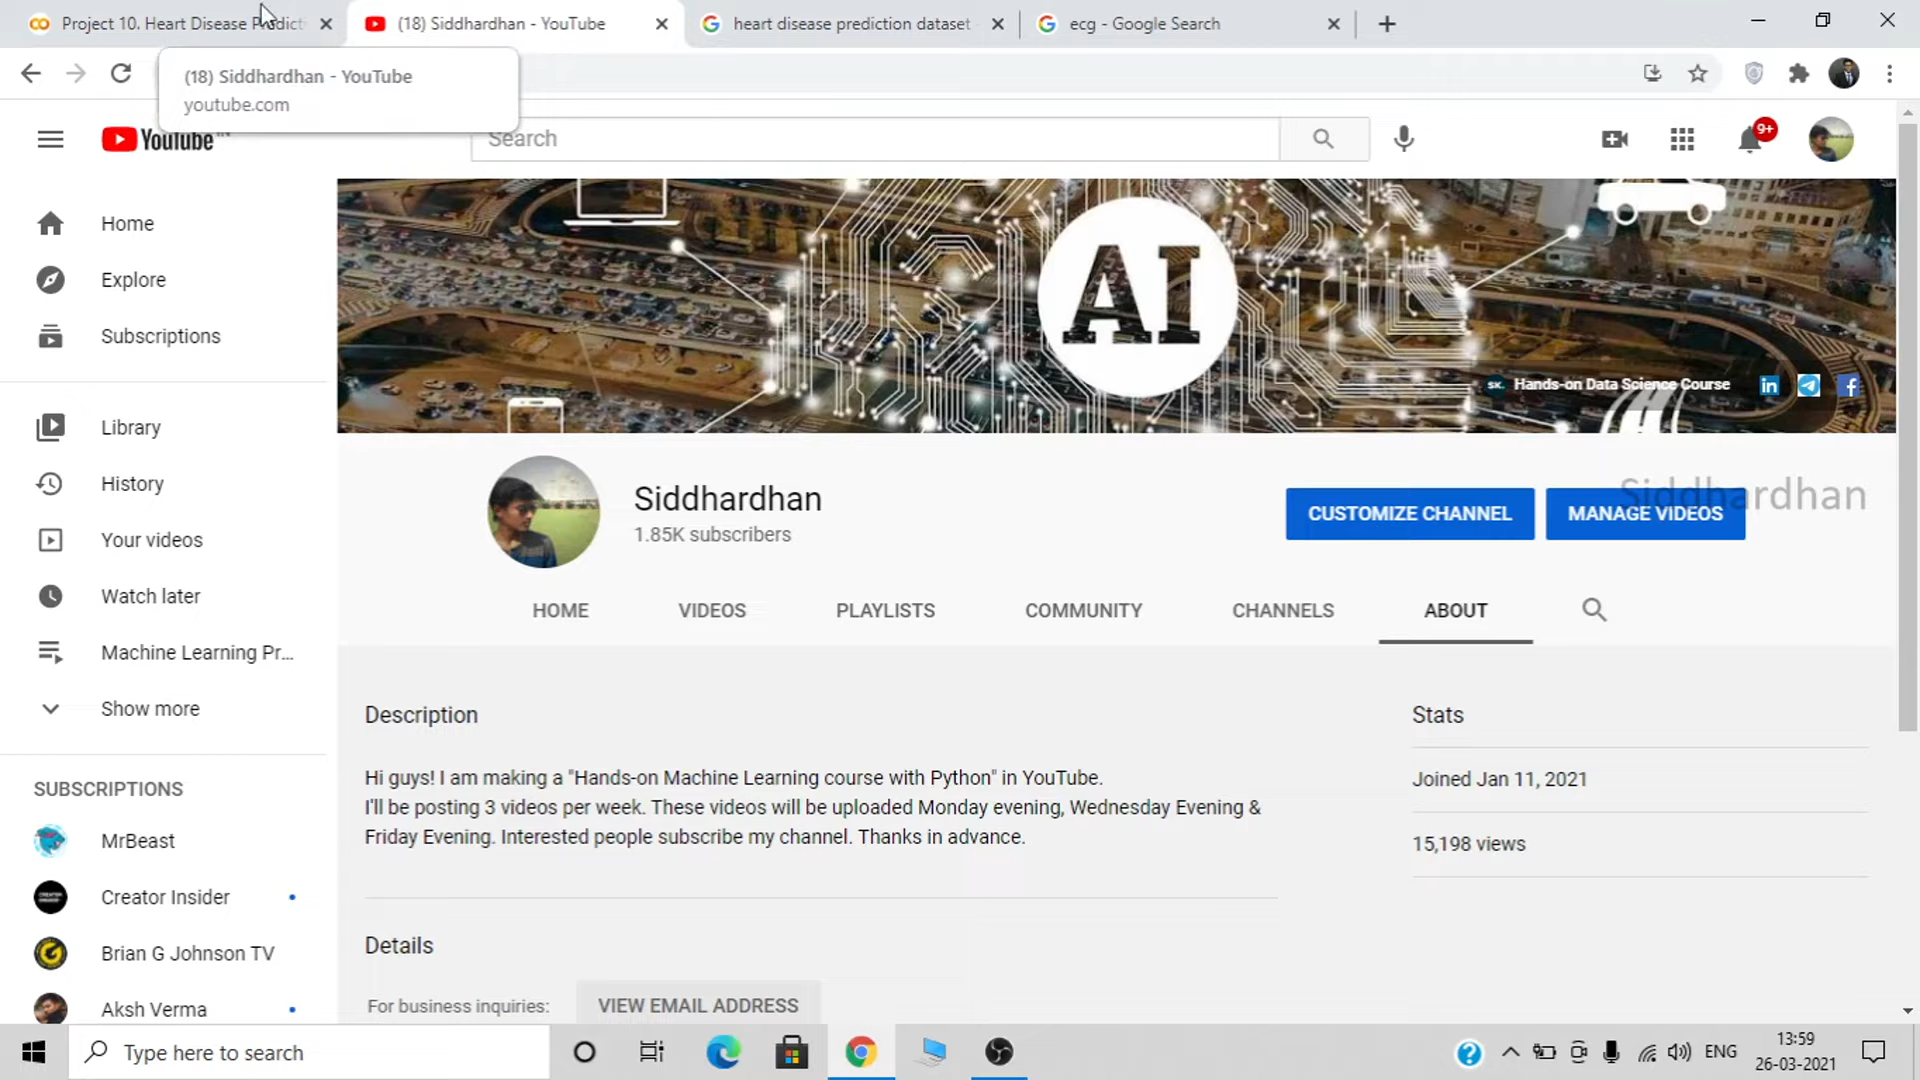 Project 10. Heart Disease Predict
(18) Siddhardhan - YouTube
heart disease prediction dataset
ecg - Google Search
(18) Siddhardhan - YouTube
youtube.com
YouTube
Search
9+
Home
Explore
Subscriptions
Library
History
Your videos
Watch later
Machine Learning Pr...
Show more
SUBSCRIPTIONS
MrBeast
Creator Insider
Brian G Johnson TV
Aksh Verma
AI
SK. Hands-on Data Science Course
Siddhardhan
1.85K subscribers
CUSTOMIZE CHANNEL
MANAGE VIDEOS
Siddhardhan
HOME
VIDEOS
PLAYLISTS
COMMUNITY
CHANNELS
ABOUT
Description
Hi guys! I am making a "Hands-on Machine Learning course with Python" in YouTube.
I'll be posting 3 videos per week. These videos will be uploaded Monday evening, Wednesday Evening &
Friday Evening. Interested people subscribe my channel. Thanks in advance.
Details
For business inquiries:
VIEW EMAIL ADDRESS
Stats
Joined Jan 11, 2021
15,198 views
Type here to search
ENG
13:59
26-03-2021